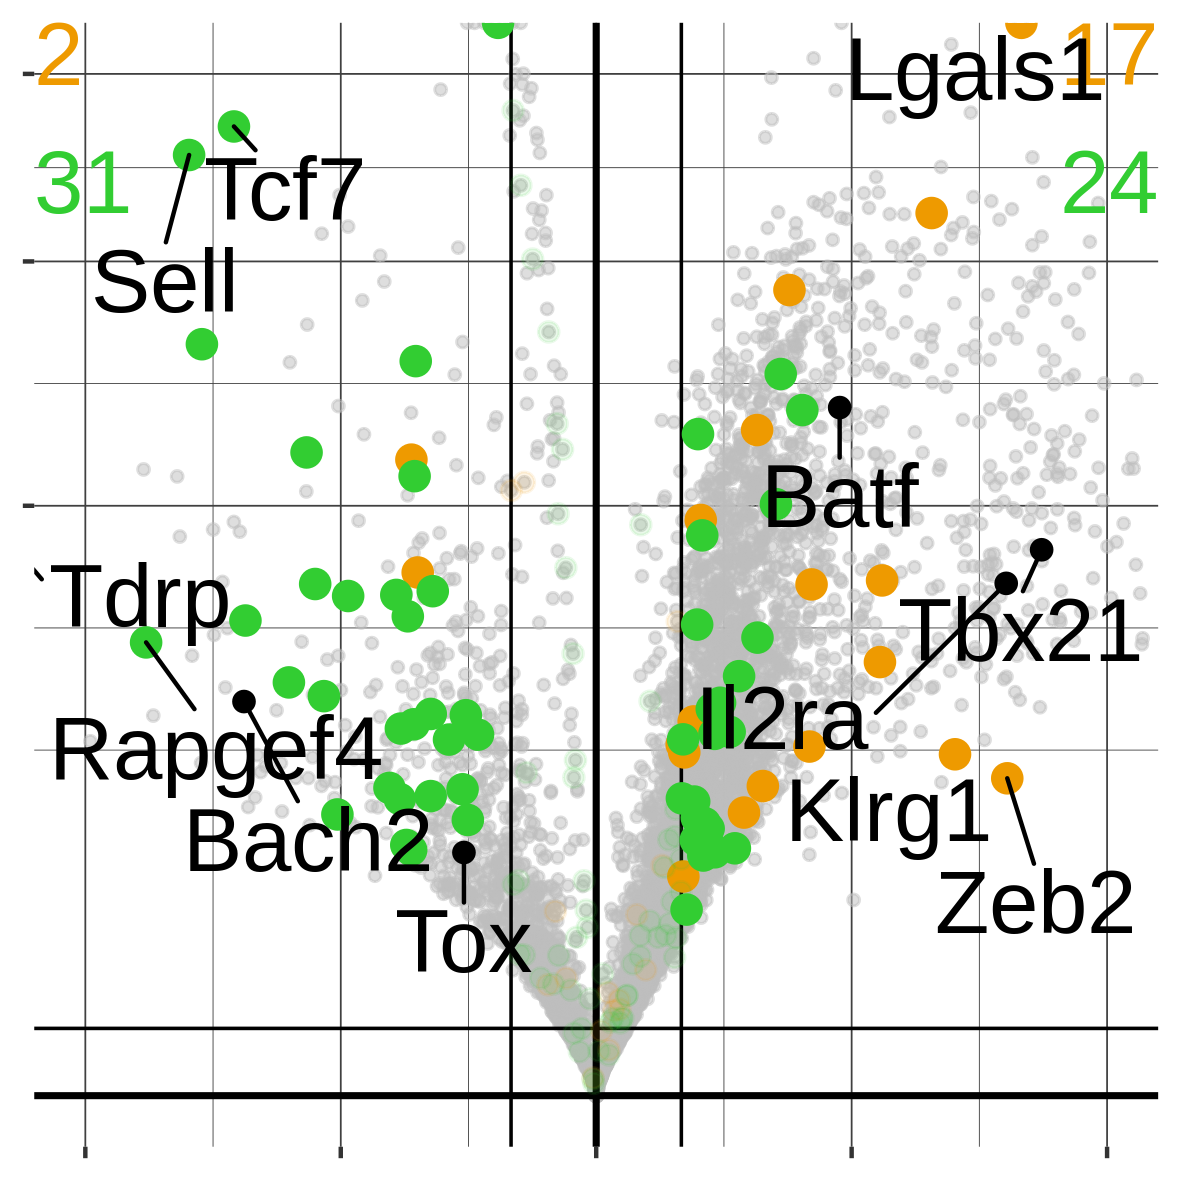 2
17
Lgals1
31
Tcf7
24
Sell
Batf
Tdrp
Tbx21
Rapgef4
Il2ra
Bach2
Klrg1
Zeb2
Tox